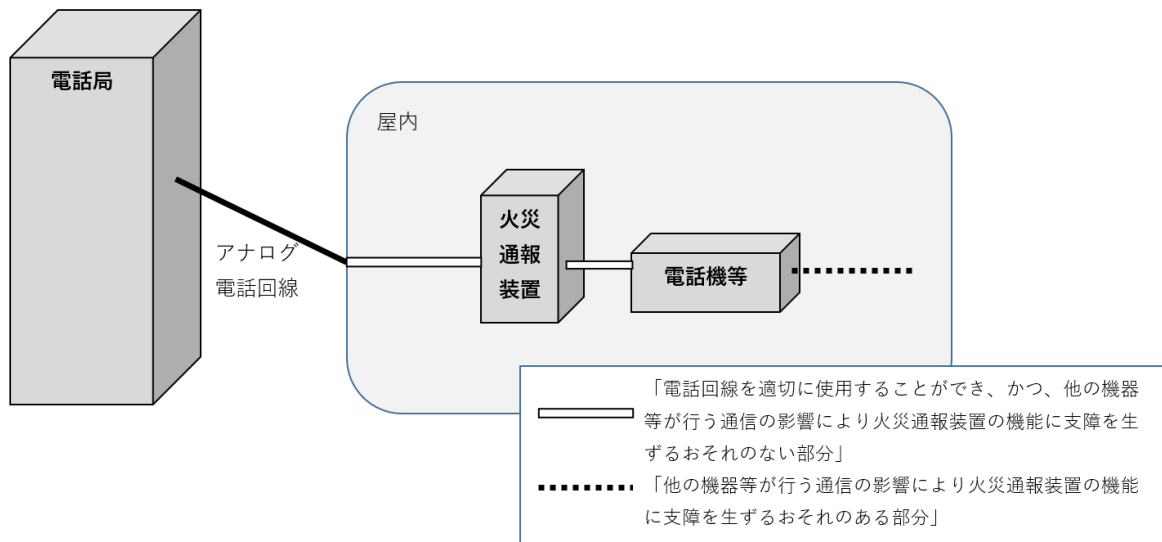 電話局
屋内
アナログ
電話回線
火災
通報
装置
電話機等
「電話回線を適切に使用することができ、かつ、他の機器
等が行う通信の影響により火災通報装置の機能に支障を生
ずるおそれのない部分」
「他の機器等が行う通信の影響により火災通報装置の機能
に支障を生ずるおそれのある部分」